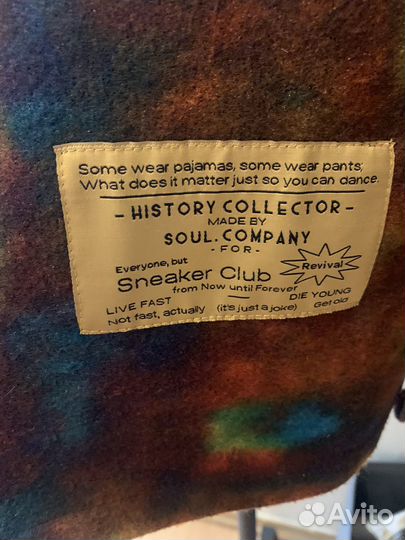 Some wear pajamas, some wear pants;
What does it matter just so you can dance.
- HISTORY COLLECTOR -
MADE BY
SOUL.COMPANY
- FOR -
Everyone, but
Sneaker Club
Revival
from Now until Forever
LIVE FAST
DIE YOUNG
Not fast, actually (it's just a joke) Get old
Avito